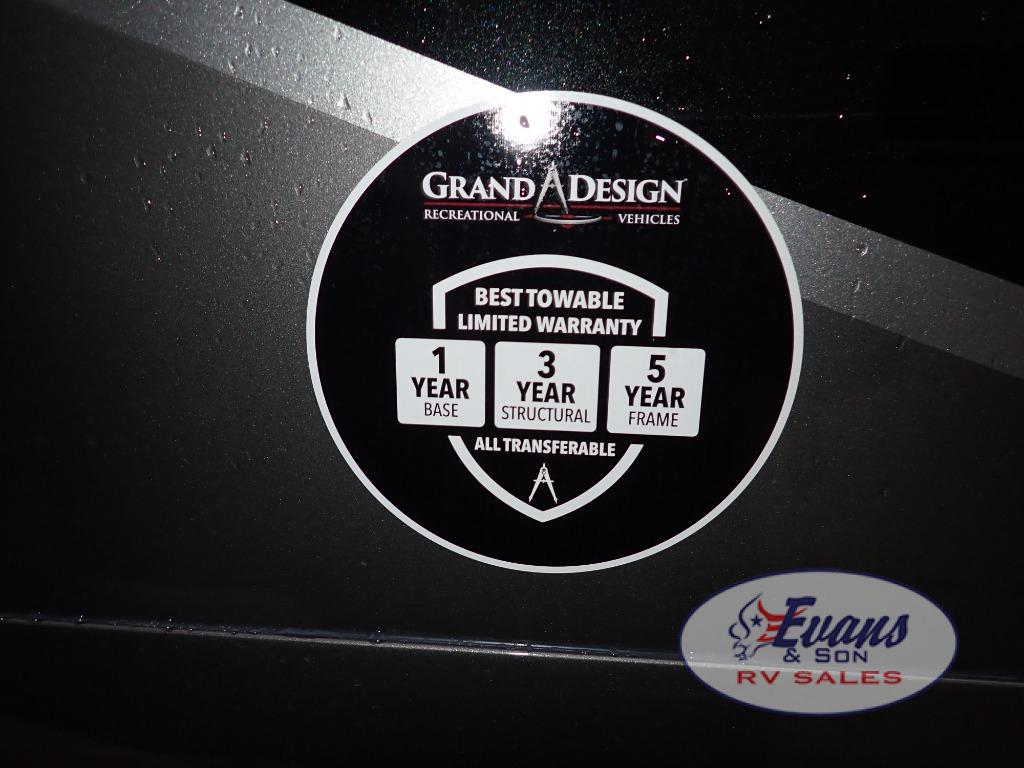 GRAND DESIGN
RECREATIONAL VEHICLES
BEST TOWABLE
LIMITED WARRANTY
1
YEAR
BASE
3
YEAR
STRUCTURAL
5
YEAR
FRAME
ALL TRANSFERABLE
Evans
& SON
RV SALES